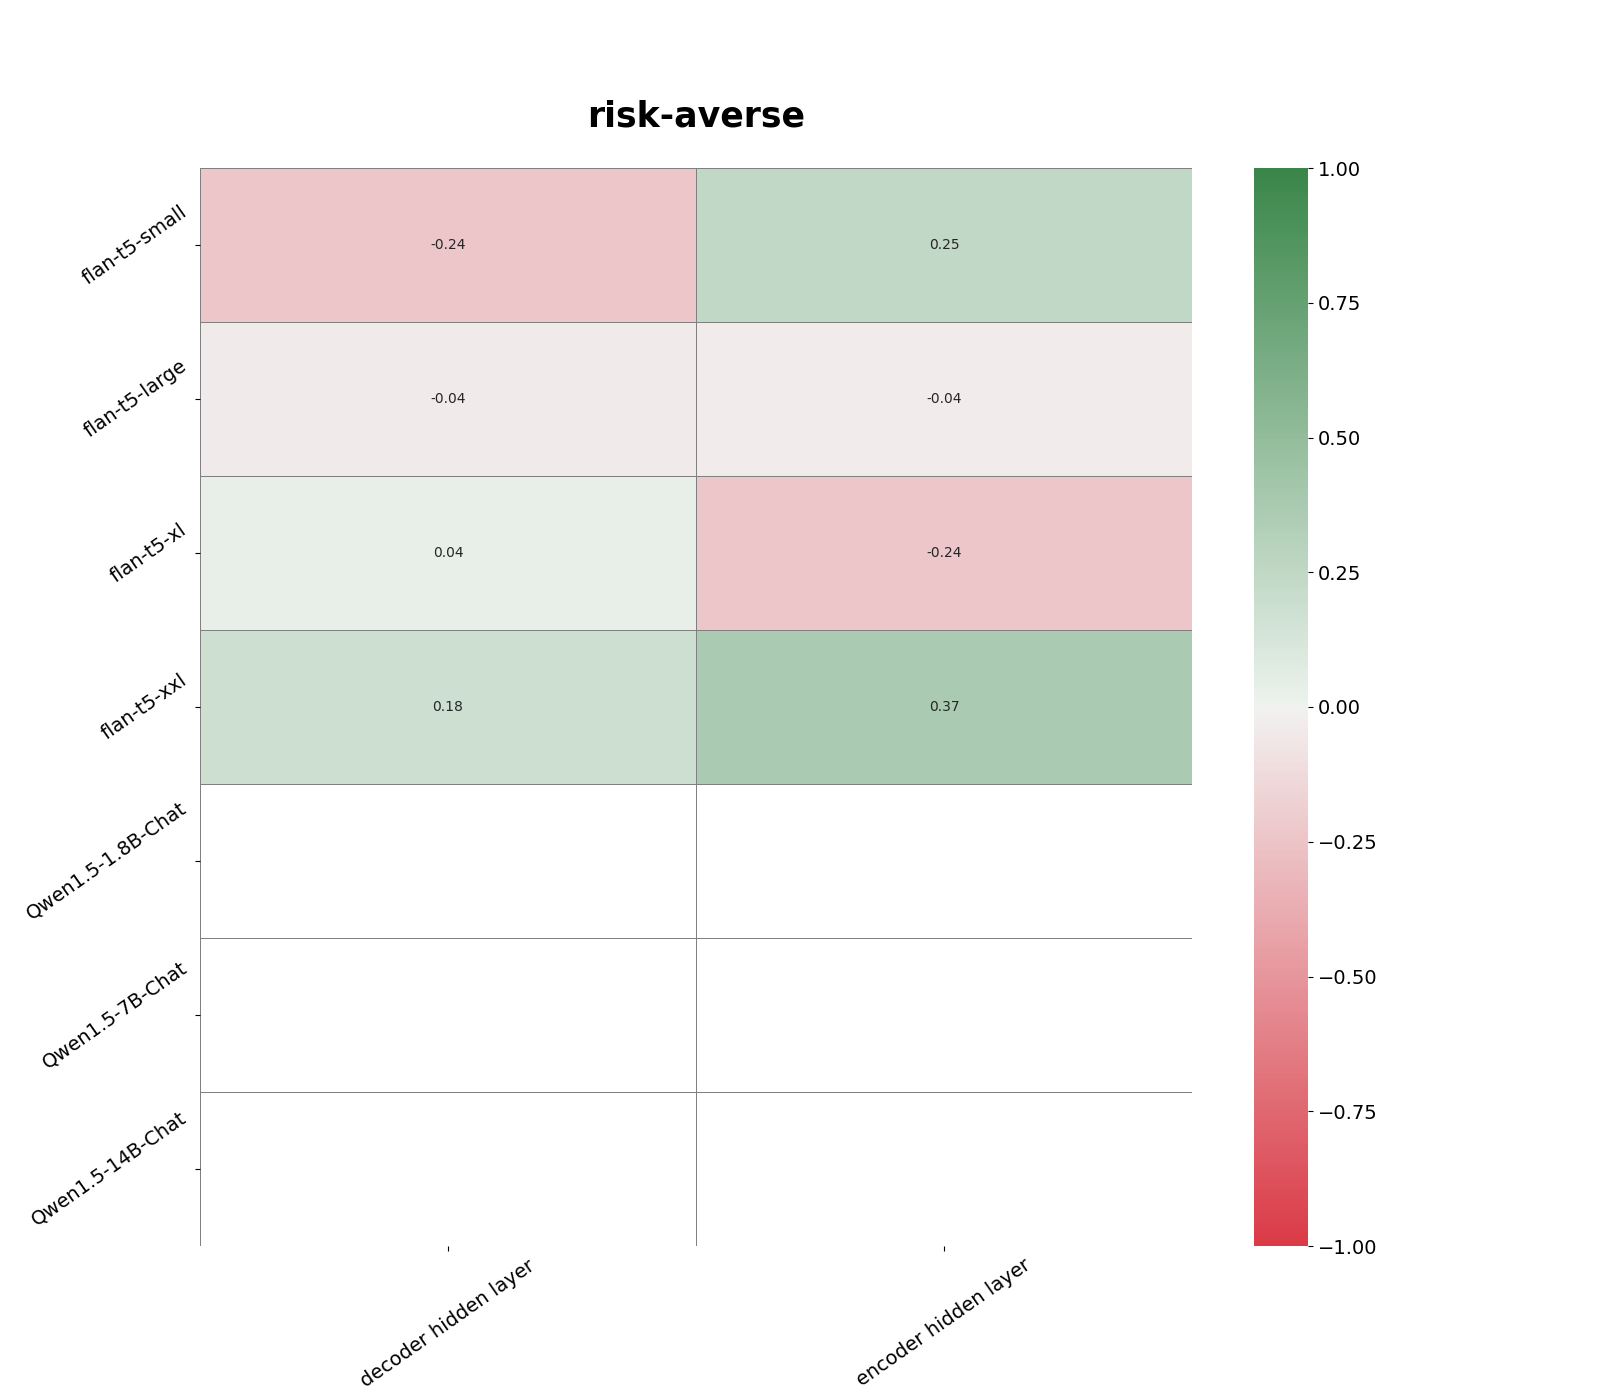 risk-averse
flan-t5-small
-0.24
0.25
flan-t5-large
-0.04
-0.04
flan-t5-xl
0.04
-0.24
flan-t5-xxl
0.18
0.37
Qwen1.5-1.8B-Chat
Qwen1.5-7B-Chat
Qwen1.5-14B-Chat
decoder hidden layer
encoder hidden layer
1.00
0.75
0.50
0.25
0.00
−0.25
−0.50
−0.75
−1.00